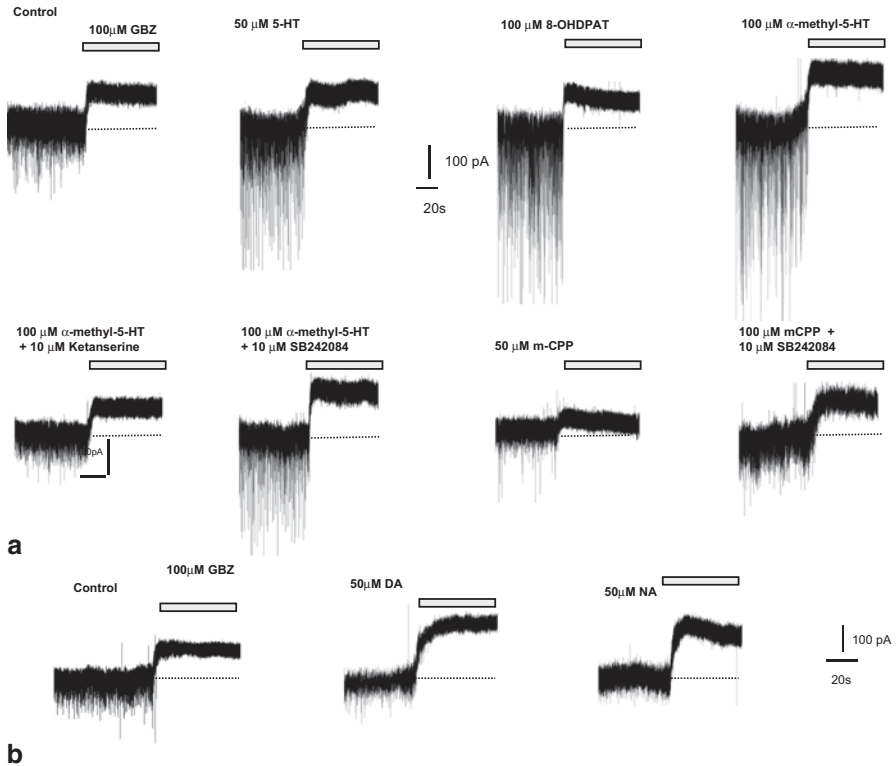 Control
100μM GBZ
50 μM 5-HT
100 μM 8-OHDPAT
100 μM α-methyl-5-HT
100 pA
20s
100 μM α-methyl-5-HT
+ 10 μM Ketanserine
100 μM α-methyl-5-HT
+ 10 μM SB242084
50 μM m-CPP
100 μM mCPP +
10 μM SB242084
a
Control
100μM GBZ
50μM DA
50μM NA
100 pA
20s
b